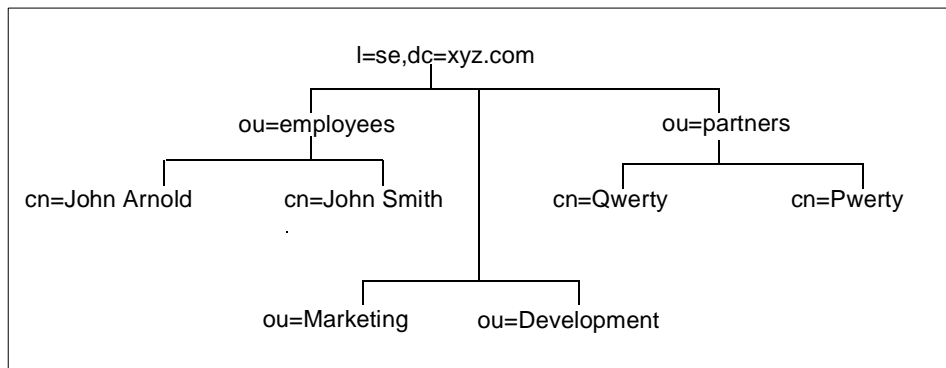 l=se,dc=xyz.com
ou=employees
ou=partners
cn=John Arnold
cn=John Smith
cn=Qwerty
cn=Pwerty
ou=Marketing
ou=Development